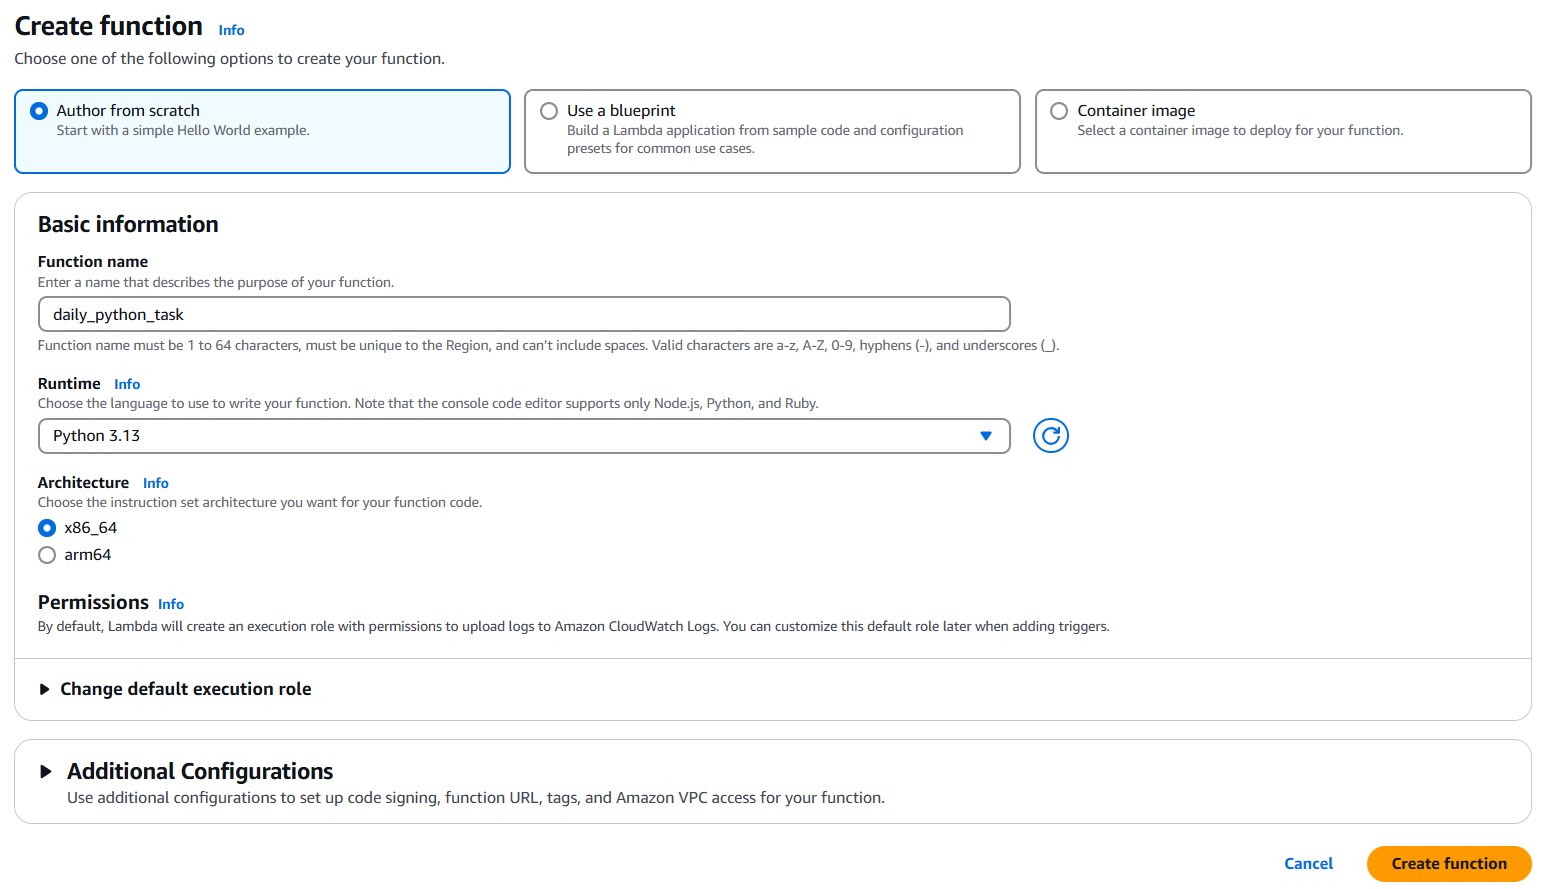 Create function Info
Choose one of the following options to create your function.
Author from scratch
Start with a simple Hello World example.
Use a blueprint
Build a Lambda application from sample code and configuration
presets for common use cases.
Container image
Select a container image to deploy for your function.
Basic information
Function name
Enter a name that describes the purpose of your function.
daily_python_task
Function name must be 1 to 64 characters, must be unique to the Region, and can’t include spaces. Valid characters are a-z, A-Z, 0-9, hyphens (-), and underscores (_).
Runtime Info
Choose the language to use to write your function. Note that the console code editor supports only Node.js, Python, and Ruby.
Python 3.13
Architecture Info
Choose the instruction set architecture you want for your function code.
x86_64
arm64
Permissions Info
By default, Lambda will create an execution role with permissions to upload logs to Amazon CloudWatch Logs. You can customize this default role later when adding triggers.
Change default execution role
Additional Configurations
Use additional configurations to set up code signing, function URL, tags, and Amazon VPC access for your function.
Cancel
Create function